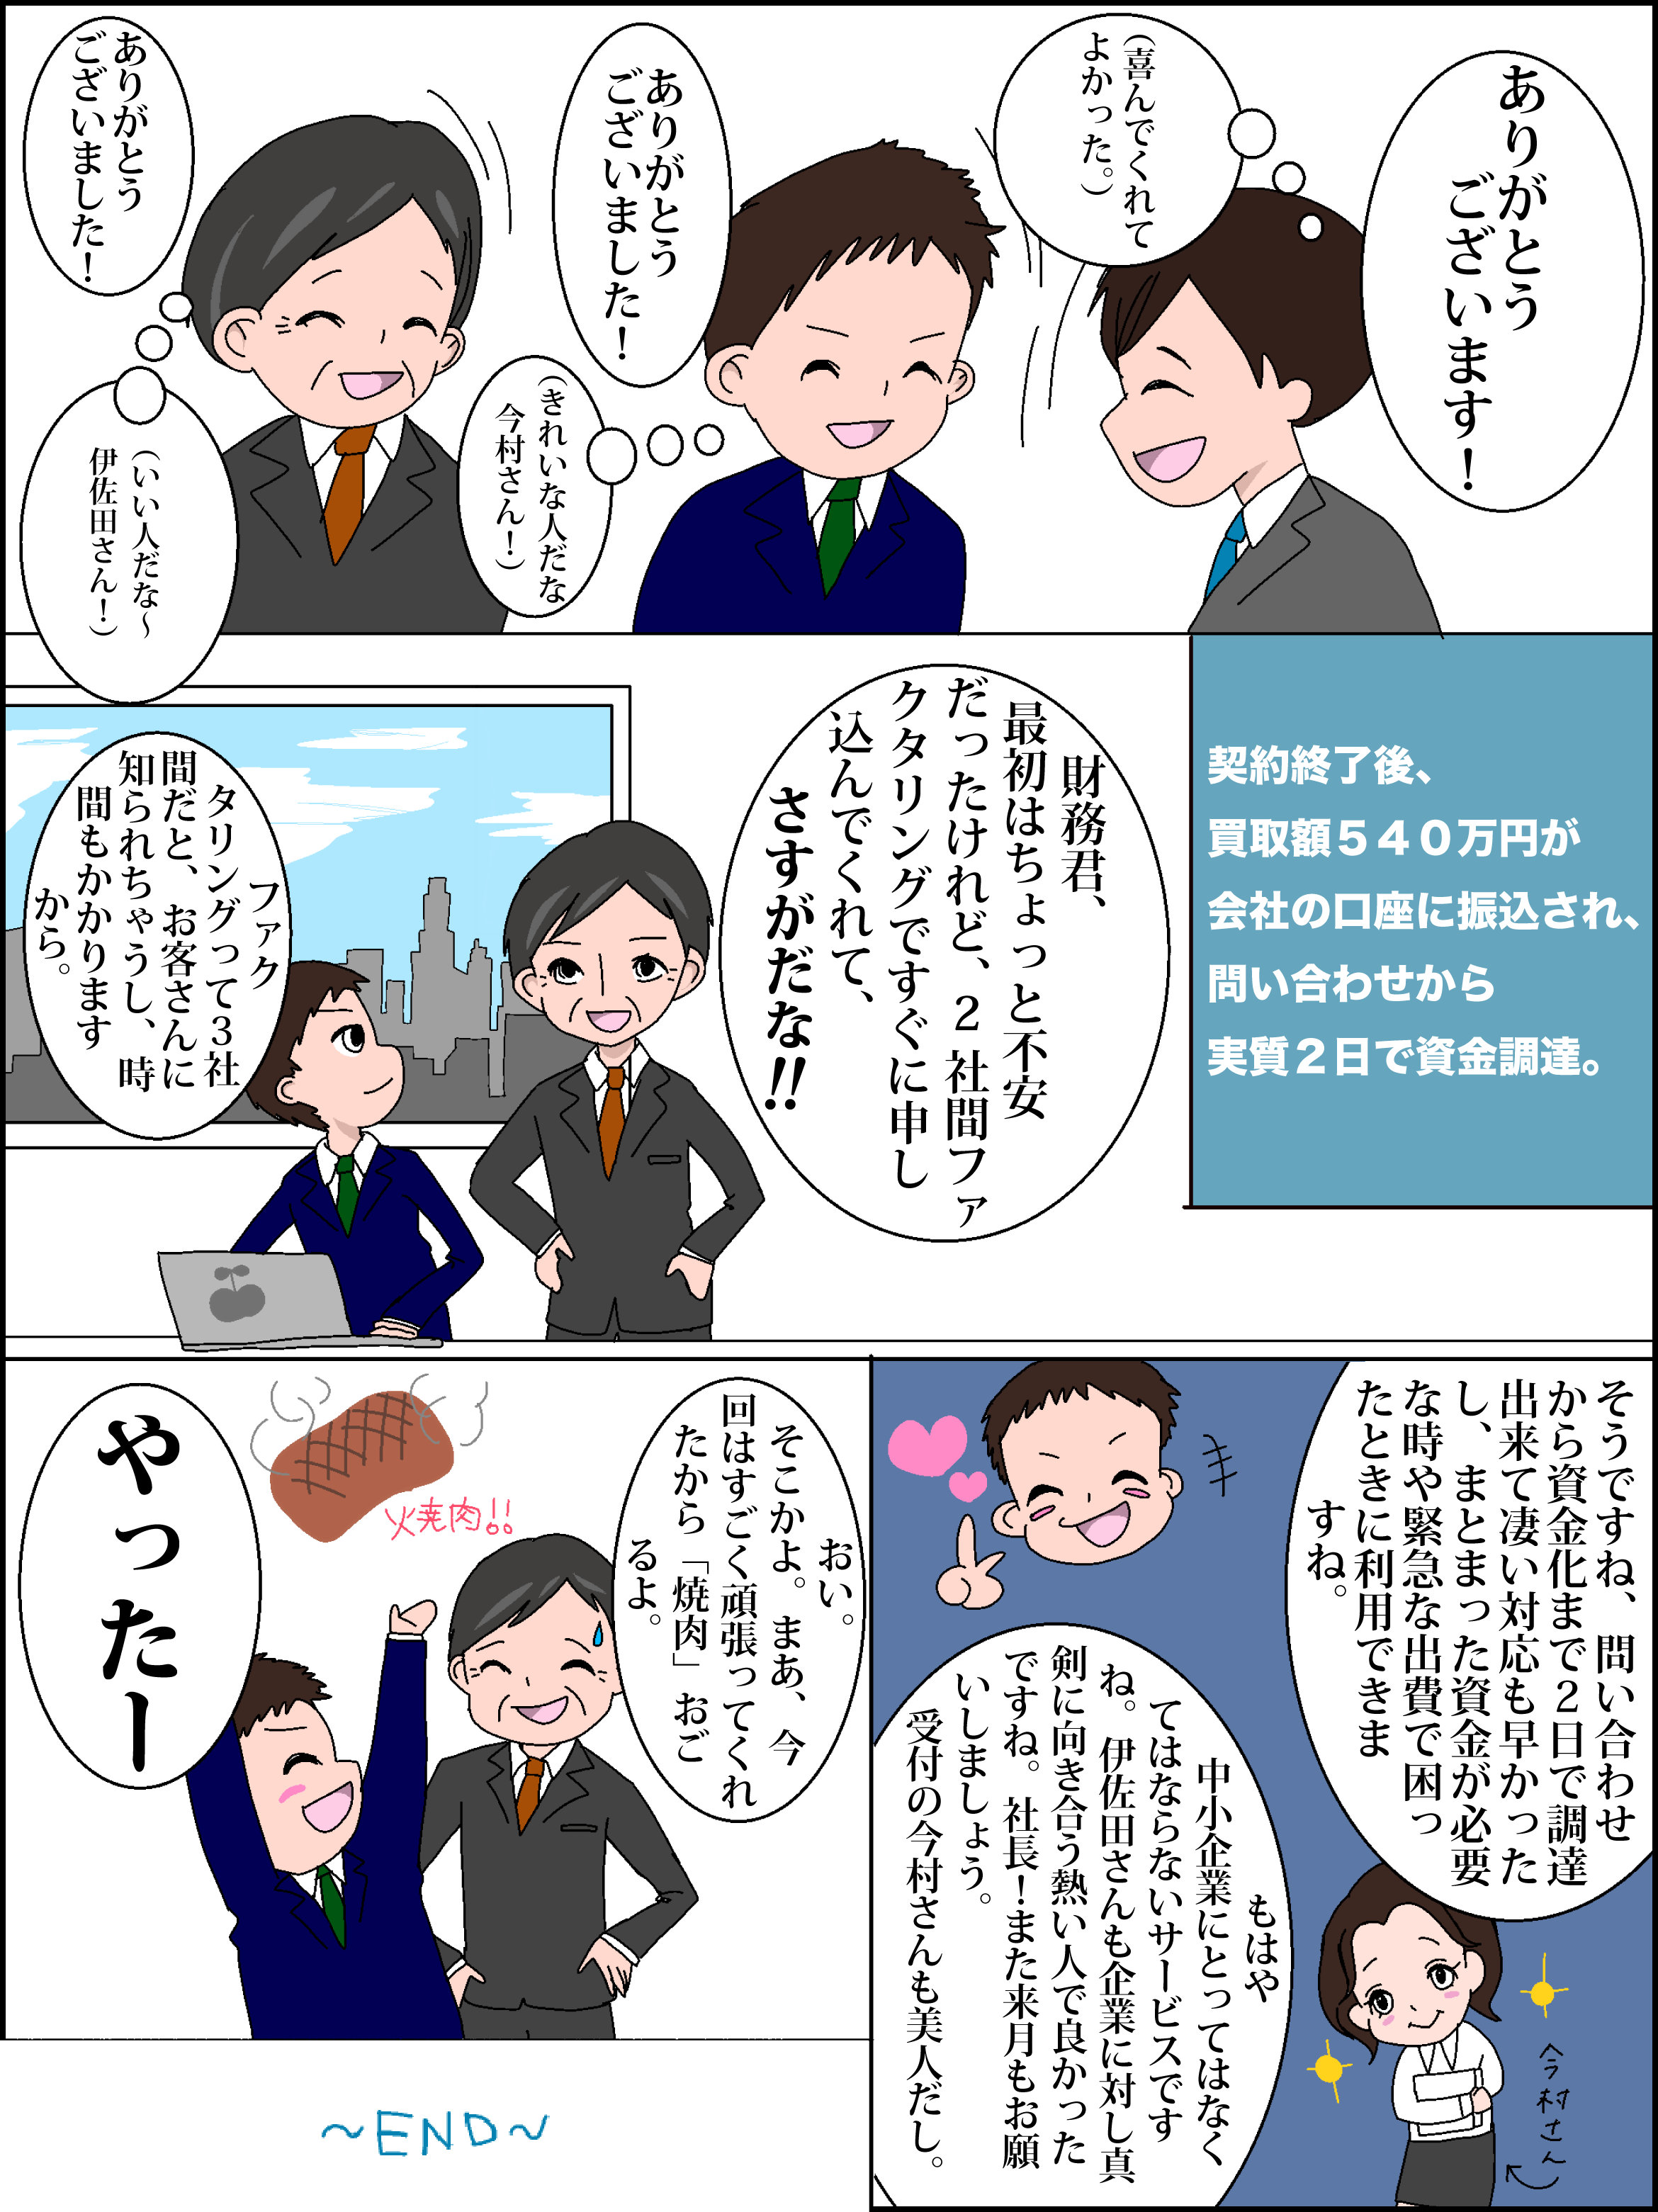 ありがとう
ございます！
（喜んでくれて
よかった。）
ありがとう
ございました！
（きれいな人だな
今村さん！）
ありがとう
ございました！
（いい人だな〜
伊佐田さん！）
契約終了後、
買取額５４０万円が
会社の口座に振込され、
問い合わせから
実質２日で資金調達。
財務君、
最初はちょっと不安
だったけれど、２社間ファ
クタリングですぐに申し
込んでくれて、
さすがだな!!
ファク
タリングって３社
間だと、お客さんに
知られちゃうし、時
間もかかります
から。
そうですね、問い合わせ
から資金化まで２日で調達
出来て凄い対応も早かった
し、まとまった資金が必要
な時や緊急な出費で困っ
たときに利用できま
すね。
もはや
中小企業にとってはなく
てはならないサービスです
ね。伊佐田さんも企業に対し真
剣に向き合う熱い人で良かった
ですね。社長！また来月もお願
いしましょう。
受付の今村さんも美人だし。
今村さん
おい。
そこかよ。まあ、今
回はすごく頑張ってくれ
たから「焼肉」おご
るよ。
焼肉!!
やったー
〜END〜